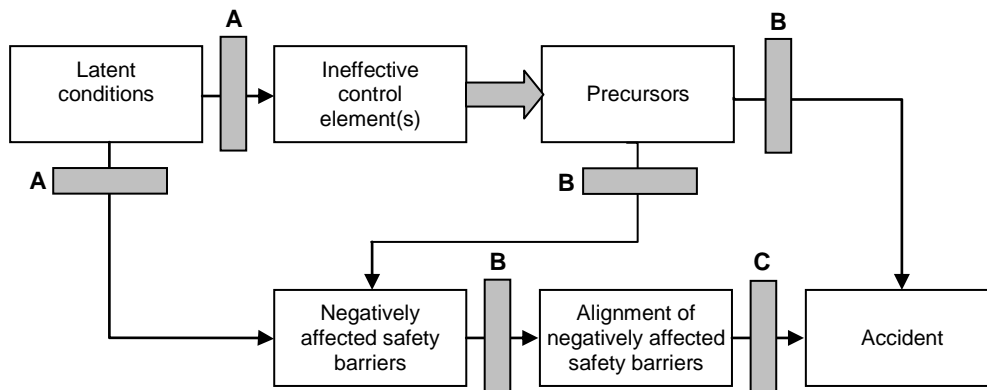 A
B
Latent
conditions
Ineffective
control
element(s)
Precursors
A
B
B
C
Negatively
affected safety
barriers
Alignment of
negatively affected
safety barriers
Accident